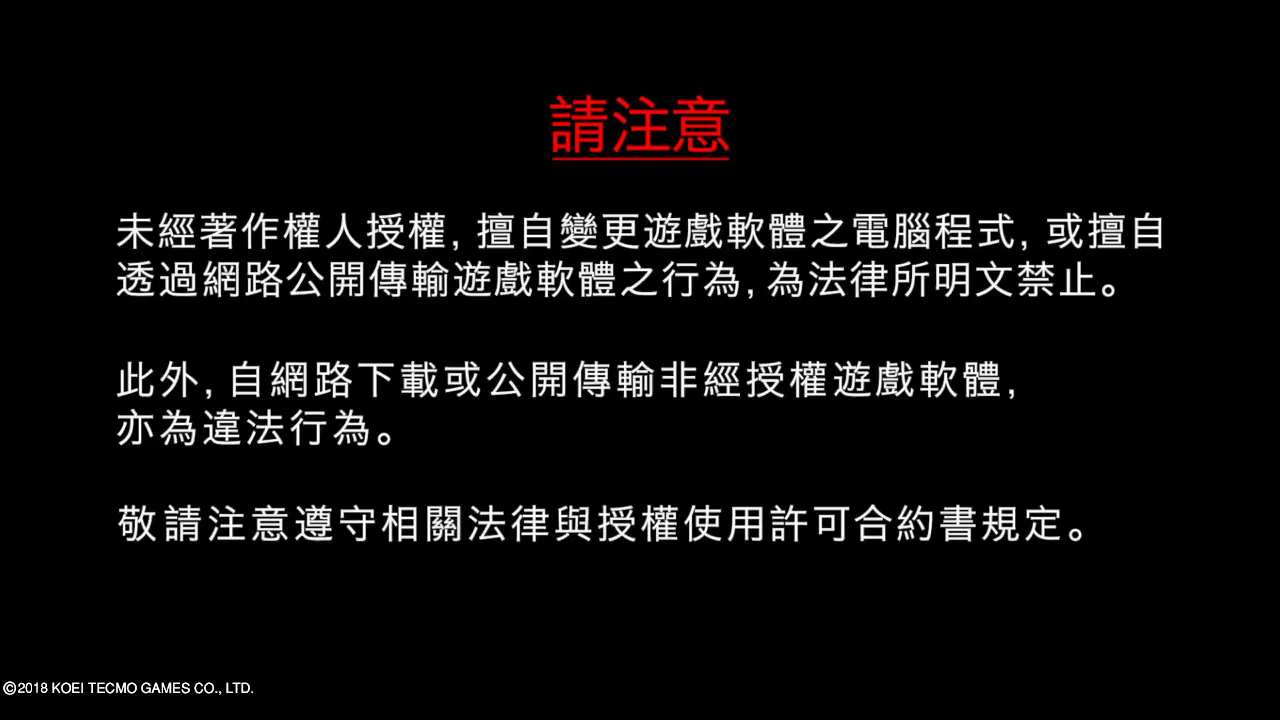 請注意
未經著作權人授權, 擅自變更遊戲軟體之電腦程式, 或擅自
透過網路公開傳輸遊戲軟體之行為, 為法律所明文禁止。
此外, 自網路下載或公開傳輸非經授權遊戲軟體,
亦為違法行為。
敬請注意遵守相關法律與授權使用許可合約書規定。
©2018 KOEI TECMO GAMES CO., LTD.